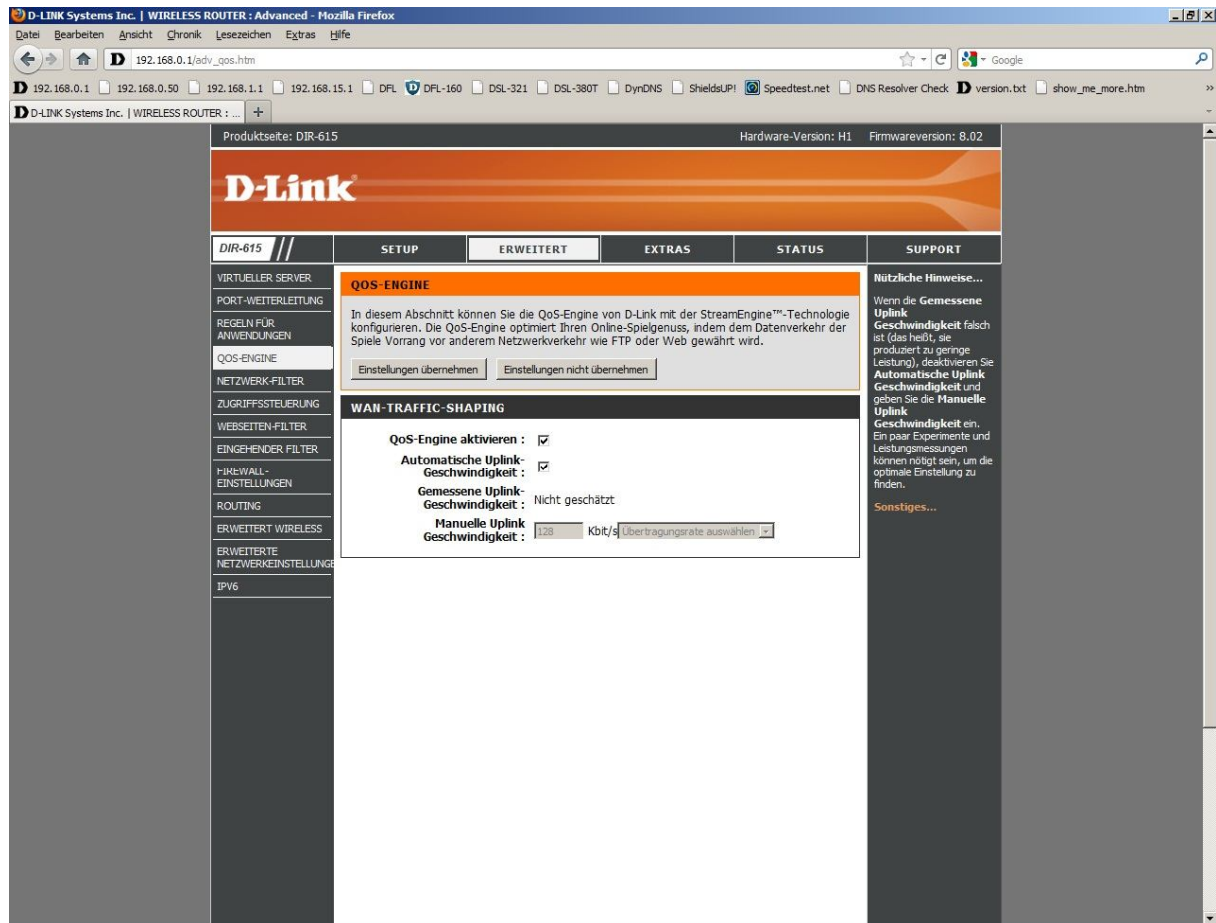 D-LINK Systems Inc. | WIRELESS ROUTER : Advanced - Mozilla Firefox
Datei Bearbeiten Ansicht Chronik Lesezeichen Extras Hilfe
192.168.0.1/adv_qos.htm
Google
192.168.0.1 192.168.0.50 192.168.1.1 192.168.15.1 DFL DFL-160 DSL-321 DSL-380T DynDNS ShieldsUP! Speedtest.net DNS Resolver Check version.txt show_me_more.htm »
D-LINK Systems Inc. | WIRELESS ROUTER : ... +
Produktseite: DIR-615 Hardware-Version: H1 Firmwareversion: 8.02
D-Link
DIR-615 // SETUP ERWEITERT EXTRAS STATUS SUPPORT
VIRTUELLER SERVER
PORT-WEITERLEITUNG
REGELN FÜR
ANWENDUNGEN
QOS-ENGINE
NETZWERK-FILTER
ZUGRIFFSSTEUERUNG
WEBSEITEN-FILTER
EINGEHENDER FILTER
FIREWALL-
EINSTELLUNGEN
ROUTING
ERWEITERT WIRELESS
ERWEITERTE
NETZWERKEINSTELLUNGE
IPV6
QOS-ENGINE
In diesem Abschnitt können Sie die QoS-Engine von D-Link mit der StreamEngine™-Technologie
konfigurieren. Die QoS-Engine optimiert Ihren Online-Spielgenuss, indem dem Datenverkehr der
Spiele Vorrang vor anderem Netzwerkverkehr wie FTP oder Web gewährt wird.
Einstellungen übernehmen Einstellungen nicht übernehmen
WAN-TRAFFIC-SHAPING
QoS-Engine aktivieren :
Automatische Uplink-
Geschwindigkeit :
Gemessene Uplink-
Geschwindigkeit : Nicht geschätzt
Manuelle Uplink
Geschwindigkeit : 128 Kbit/s Übertragungsrate auswählen
Nützliche Hinweise...
Wenn die Gemessene
Uplink
Geschwindigkeit falsch
ist (das heißt, sie
produziert zu geringe
Leistung), deaktivieren Sie
Automatische Uplink
Geschwindigkeit und
geben Sie die Manuelle
Uplink
Geschwindigkeit ein.
Ein paar Experimente und
Leistungsmessungen
können nötigt sein, um die
optimale Einstellung zu
finden.
Sonstiges...